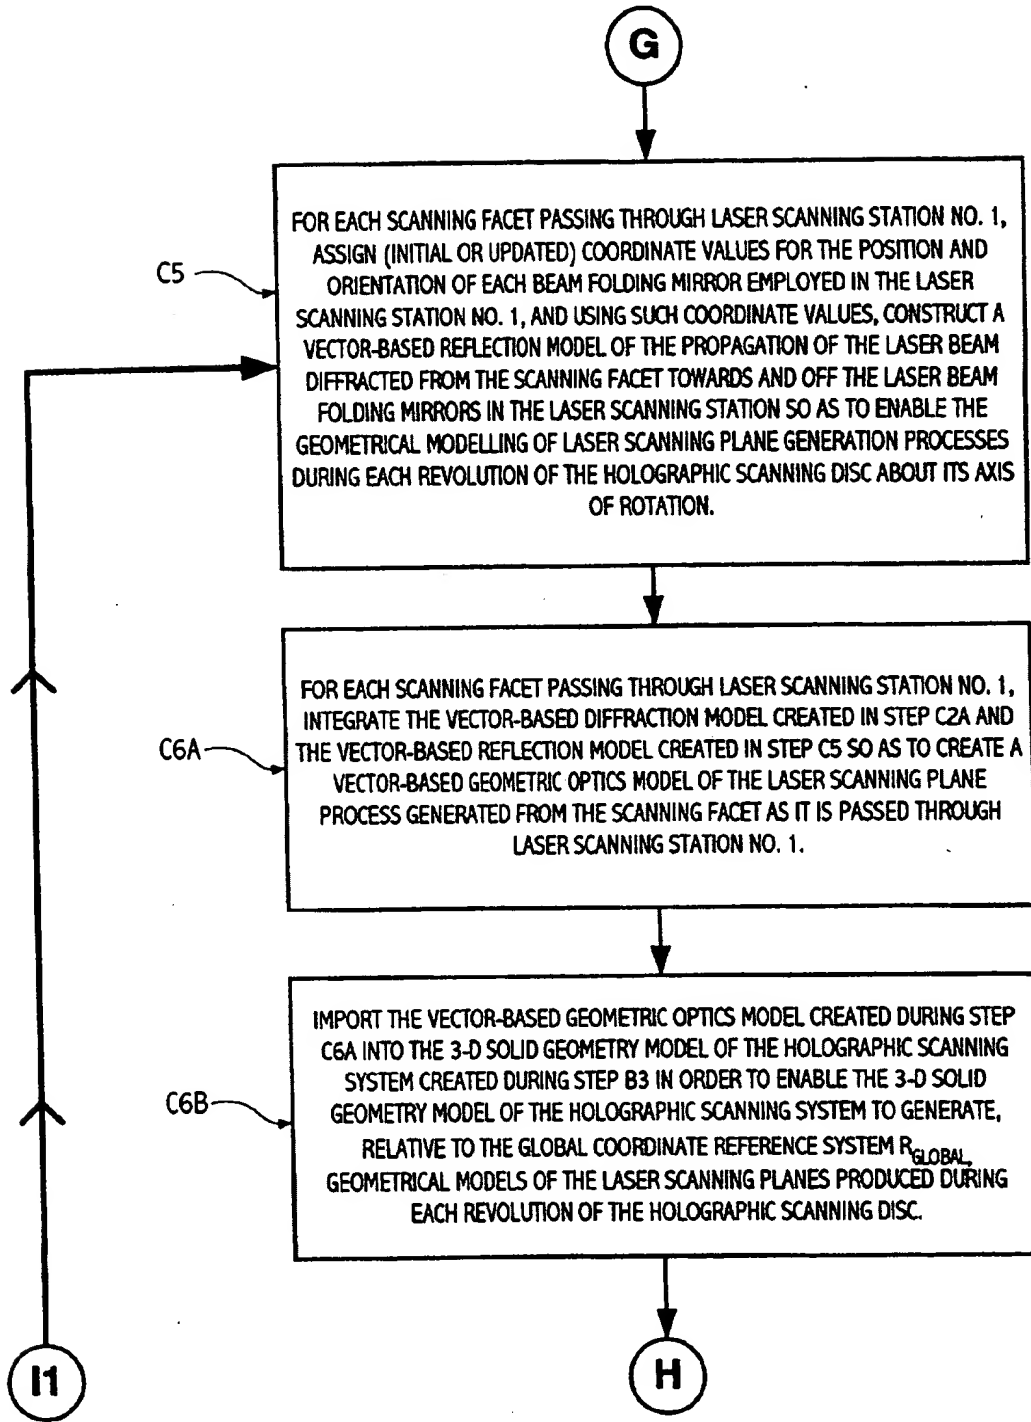 G
C5
FOR EACH SCANNING FACET PASSING THROUGH LASER SCANNING STATION NO. 1,
ASSIGN (INITIAL OR UPDATED) COORDINATE VALUES FOR THE POSITION AND
ORIENTATION OF EACH BEAM FOLDING MIRROR EMPLOYED IN THE LASER
SCANNING STATION NO. 1, AND USING SUCH COORDINATE VALUES, CONSTRUCT A
VECTOR-BASED REFLECTION MODEL OF THE PROPAGATION OF THE LASER BEAM
DIFFRACTED FROM THE SCANNING FACET TOWARDS AND OFF THE LASER BEAM
FOLDING MIRRORS IN THE LASER SCANNING STATION SO AS TO ENABLE THE
GEOMETRICAL MODELLING OF LASER SCANNING PLANE GENERATION PROCESSES
DURING EACH REVOLUTION OF THE HOLOGRAPHIC SCANNING DISC ABOUT ITS AXIS
OF ROTATION.
C6A
FOR EACH SCANNING FACET PASSING THROUGH LASER SCANNING STATION NO. 1,
INTEGRATE THE VECTOR-BASED DIFFRACTION MODEL CREATED IN STEP C2A AND
THE VECTOR-BASED REFLECTION MODEL CREATED IN STEP C5 SO AS TO CREATE A
VECTOR-BASED GEOMETRIC OPTICS MODEL OF THE LASER SCANNING PLANE
PROCESS GENERATED FROM THE SCANNING FACET AS IT IS PASSED THROUGH
LASER SCANNING STATION NO. 1.
C6B
IMPORT THE VECTOR-BASED GEOMETRIC OPTICS MODEL CREATED DURING STEP
C6A INTO THE 3-D SOLID GEOMETRY MODEL OF THE HOLOGRAPHIC SCANNING
SYSTEM CREATED DURING STEP B3 IN ORDER TO ENABLE THE 3-D SOLID
GEOMETRY MODEL OF THE HOLOGRAPHIC SCANNING SYSTEM TO GENERATE,
RELATIVE TO THE GLOBAL COORDINATE REFERENCE SYSTEM RGLOBAL,
GEOMETRICAL MODELS OF THE LASER SCANNING PLANES PRODUCED DURING
EACH REVOLUTION OF THE HOLOGRAPHIC SCANNING DISC.
I1
H